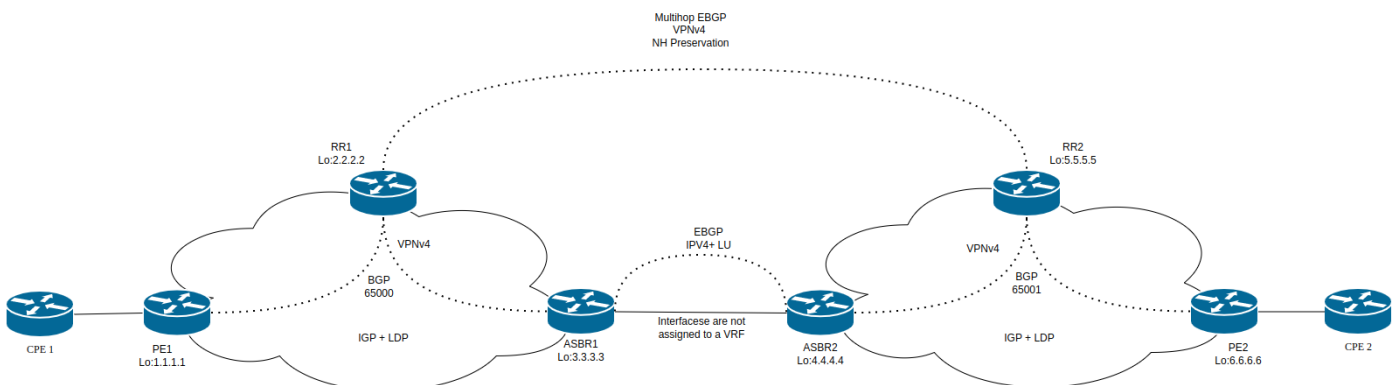 Multihop EBGP
VPNv4
NH Preservation
RR1
Lo:2.2.2.2
RR2
Lo:5.5.5.5
VPNv4
EBGP
IPV4+ LU
VPNv4
BGP
65000
BGP
65001
CPE 1
PE1
Lo:1.1.1.1
IGP + LDP
ASBR1
Lo:3.3.3.3
Interfacese are not
assigned to a VRF
ASBR2
Lo:4.4.4.4
IGP + LDP
PE2
Lo:6.6.6.6
CPE 2